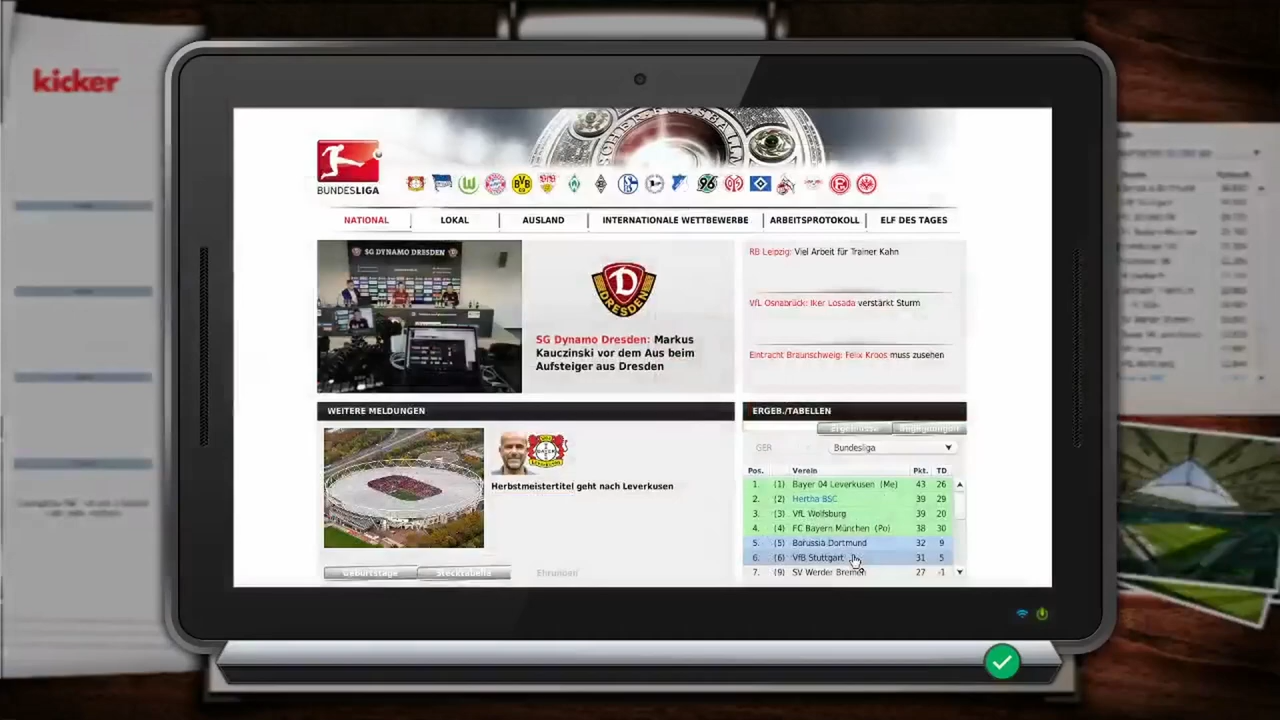 kicker
BUNDESLIGA
NATIONAL
LOKAL
AUSLAND
INTERNATIONALE WETTBEWERBE
ARBEITSPROTOKOLL
ELF DES TAGES
SG DYNAMO DRESDEN
DRESDEN
SG Dynamo Dresden: Markus
Kauczinski vor dem Aus beim
Aufsteiger aus Dresden
RB Leipzig: Viel Arbeit für Trainer Kahn
VfL Osnabrück: Iker Losada verstärkt Sturm
Eintracht Braunschweig: Felix Kroos muss zusehen
WEITERE MELDUNGEN
Herbstmeistertitel geht nach Leverkusen
Geburtstage
Stecktabelle
Ehrungen
ERGEB./TABELLEN
Ergebnisse
Begegnungen
GER
Bundesliga
Pos. Verein Pkt. TD
1. (1) Bayer 04 Leverkusen (Me) 43 26
2. (2) Hertha BSC 39 29
3. (3) VfL Wolfsburg 39 20
4. (4) FC Bayern München (Po) 38 30
5. (5) Borussia Dortmund 32 9
6. (6) VfB Stuttgart 31 5
7. (9) SV Werder Bremen 27 -1